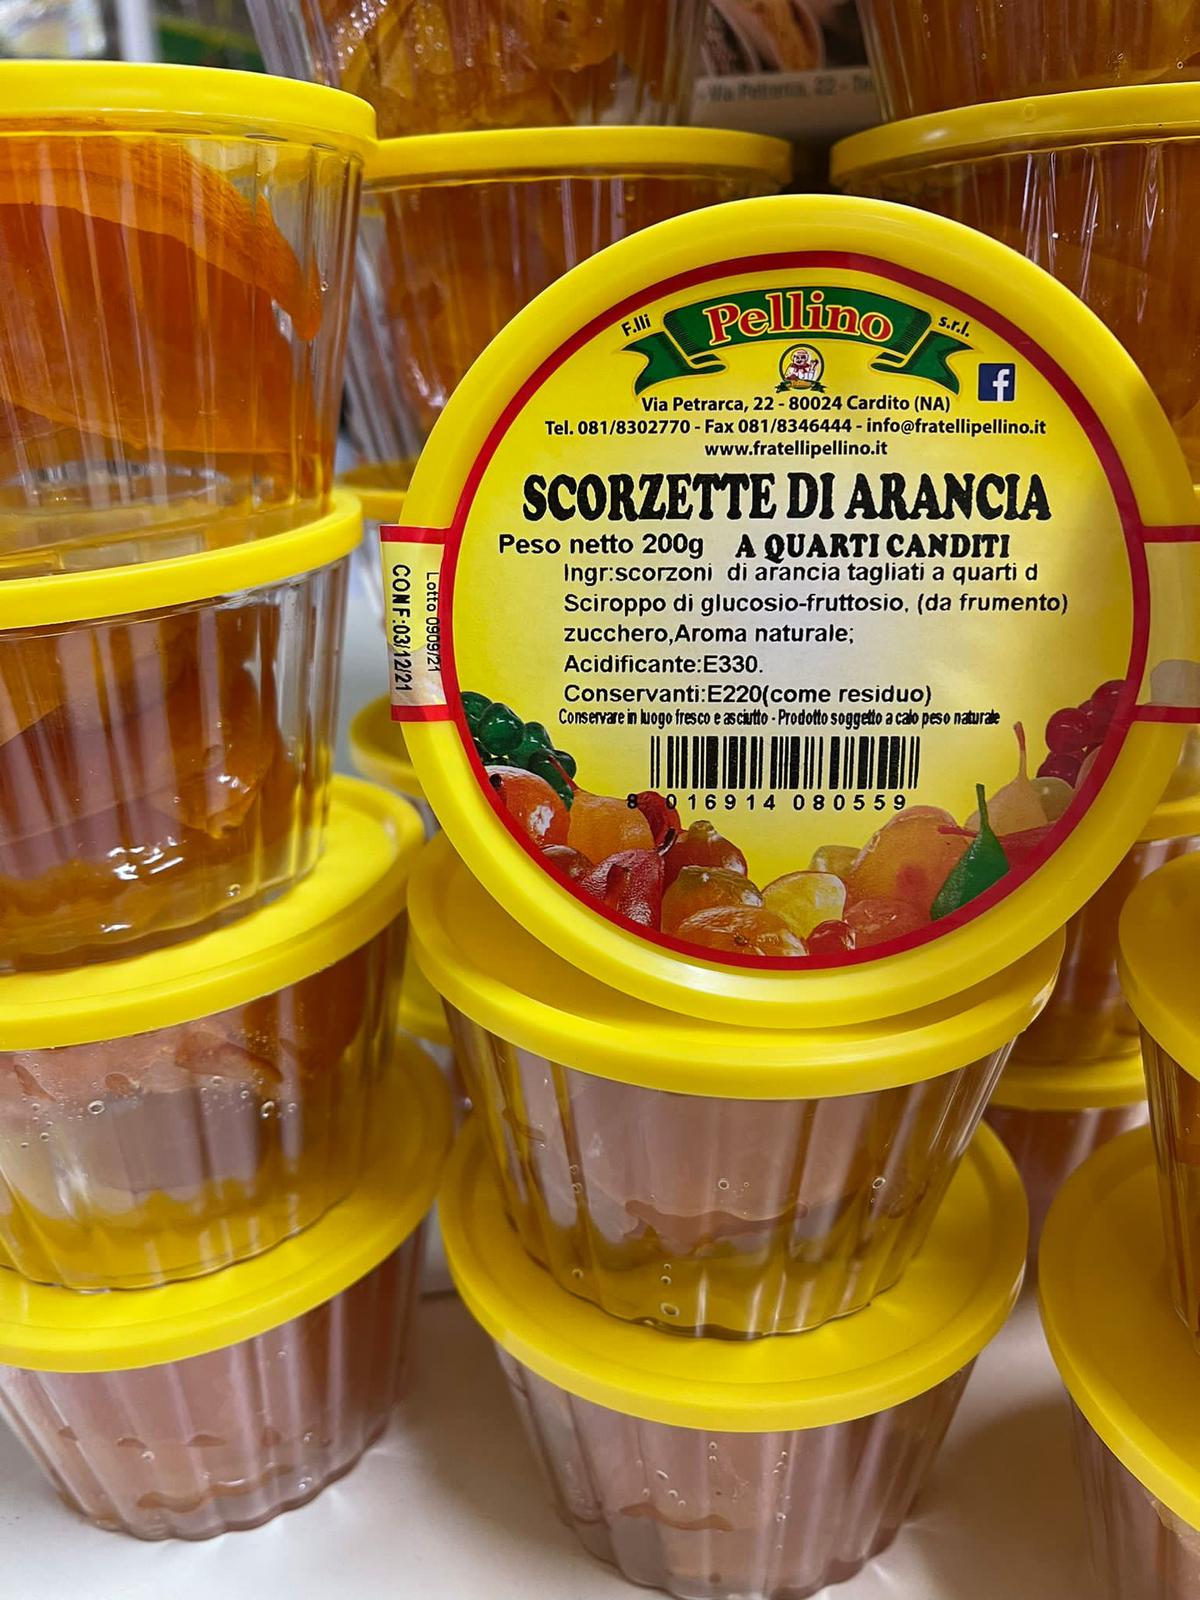 Via Petrarca, 22 -
F.lli Pellino s.r.l.
Via Petrarca, 22 - 80024 Cardito (NA)
Tel. 081/8302770 - Fax 081/8346444 - info@fratellipellino.it
www.fratellipellino.it
SCORZETTE DI ARANCIA
Peso netto 200g A QUARTI CANDITI
Ingr:scorzoni di arancia tagliati a quarti d
Sciroppo di glucosio-fruttosio, (da frumento)
zucchero,Aroma naturale;
Acidificante:E330.
Conservanti:E220(come residuo)
Conservare in luogo fresco e asciutto - Prodotto soggetto a calo peso naturale
8 016914 080559
Lotto 0909/21
CONF:03/12/21